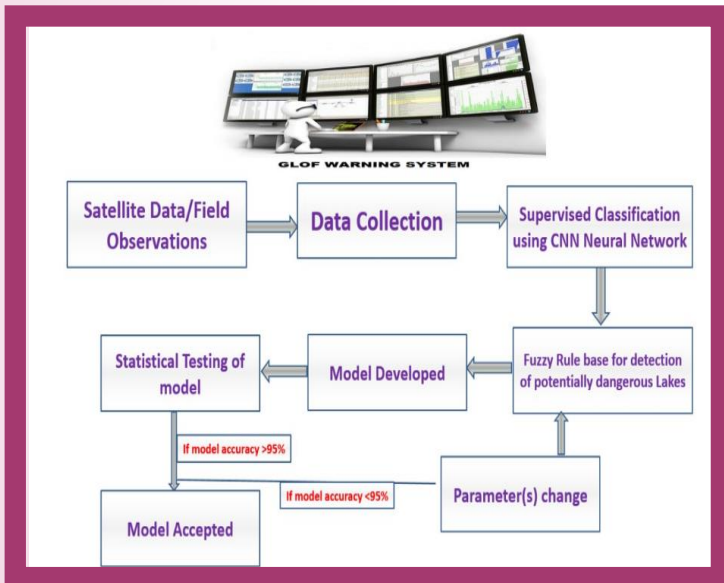 GLOF WARNING SYSTEM
Satellite Data/Field
Observations
Data Collection
Supervised Classification
using CNN Neural Network
Fuzzy Rule base for detection
of potentially dangerous Lakes
Model Developed
Statistical Testing of
model
If model accuracy >95%
If model accuracy <95%
Parameter(s) change
Model Accepted